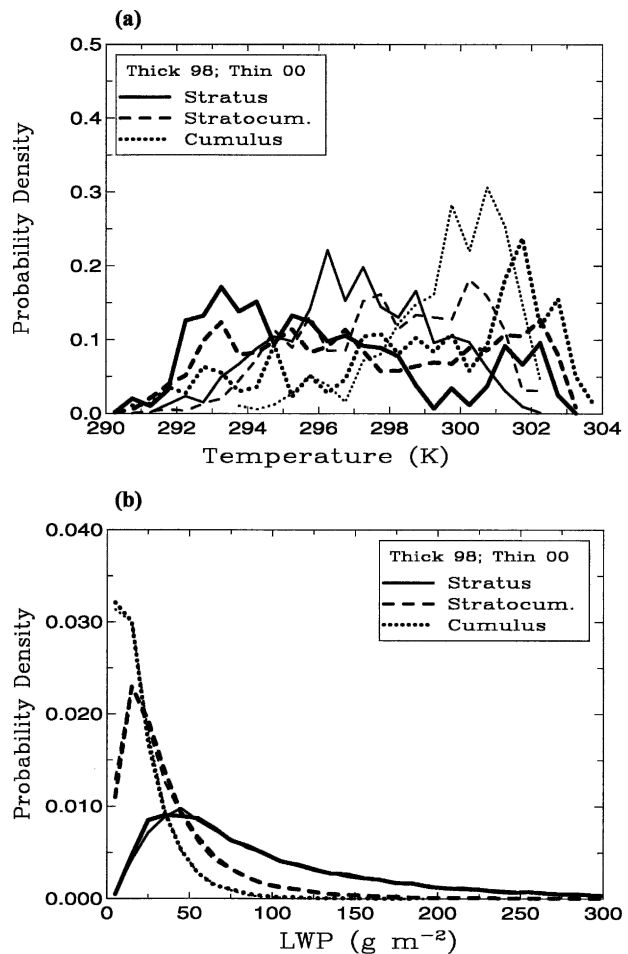 (a)
0.5
0.4
0.3
0.2
0.1
0.0
Probability Density
Thick 98; Thin 00
Stratus
Stratocum.
Cumulus
290 292 294 296 298 300 302 304
Temperature (K)
(b)
0.040
0.030
0.020
0.010
0.000
Probability Density
Thick 98; Thin 00
Stratus
Stratocum.
Cumulus
0 50 100 150 200 250 300
LWP (g m⁻²)